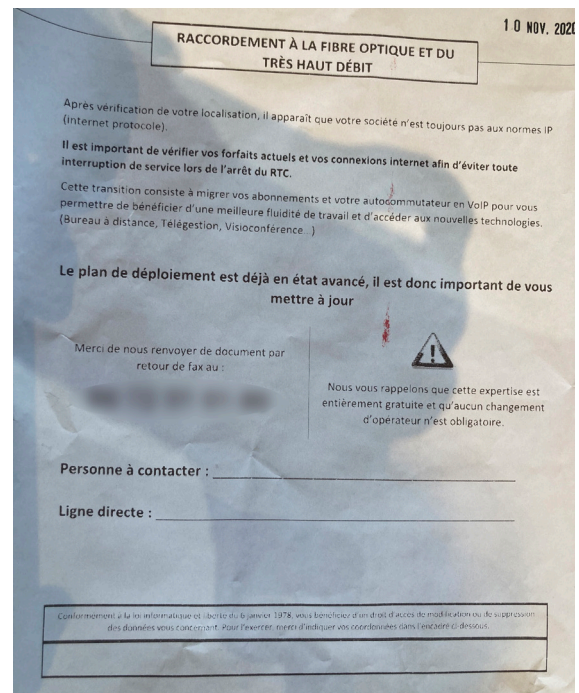 10 NOV. 2020
RACCORDEMENT À LA FIBRE OPTIQUE ET DU
TRÈS HAUT DÉBIT
Après vérification de votre localisation, il apparaît que votre société n'est toujours pas aux normes IP
(Internet protocole).
Il est important de vérifier vos forfaits actuels et vos connexions internet afin d'éviter toute
interruption de service lors de l'arrêt du RTC.
Cette transition consiste à migrer vos abonnements et votre autocommutateur en VoIP pour vous
permettre de bénéficier d'une meilleure fluidité de travail et d'accéder aux nouvelles technologies.
(Bureau à distance, Télégestion, Visioconférence...)
Le plan de déploiement est déjà en état avancé, il est donc important de vous
mettre à jour
Merci de nous renvoyer de document par
retour de fax au :
Nous vous rappelons que cette expertise est
entièrement gratuite et qu'aucun changement
d'opérateur n'est obligatoire.
Personne à contacter :
Ligne directe :
Conformément à la loi informatique et liberté du 6 janvier 1978, vous bénéficier d'un droit d'accès de modification ou de suppression
des données vous concernant. Pour l'exercer, merci d'indiquer vos coordonnées dans l'encadré ci dessous.